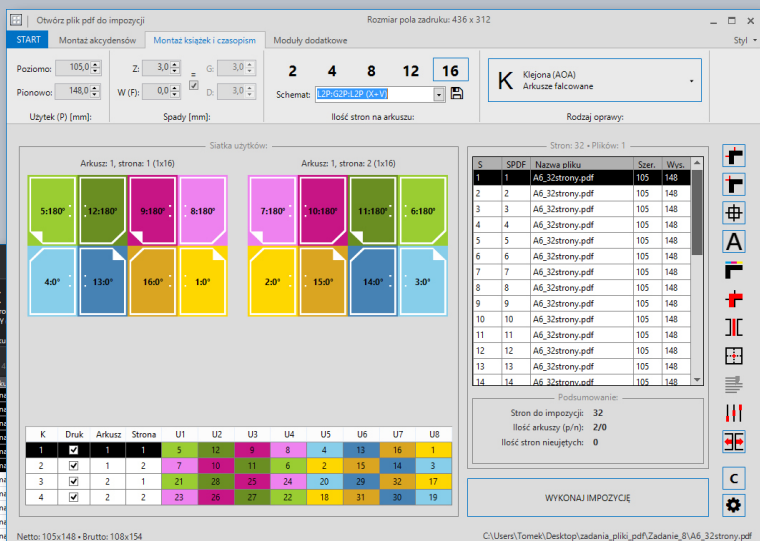 Otwórz plik pdf do impozycji
Rozmiar pola zadruku: 436 x 312
START Montaż akcydensów Montaż książek i czasopism Moduły dodatkowe Styl
Poziomo: 105,0 Z: 3,0 = G: 3,0
Pionowo: 148,0 W (F): 0,0 D: 3,0
Użytek (P) [mm]: Spady [mm]:
2 4 8 12 16
Schemat: L2P:G2P:L2P (X+V)
Ilość stron na arkuszu:
K Klejona (AOA)
Arkusze falcowane
Rodzaj oprawy:
Siatka użytków:
Arkusz: 1, strona: 1 (1x16) Arkusz: 1, strona: 2 (1x16)
5:180° 12:180° 9:180° 8:180° 7:180° 10:180° 11:180° 6:180°
4:0° 13:0° 16:0° 1:0° 2:0° 15:0° 14:0° 3:0°
K Druk Arkusz Strona U1 U2 U3 U4 U5 U6 U7 U8
1 1 1 5 12 9 8 4 13 16 1
2 1 2 7 10 11 6 2 15 14 3
3 2 1 21 28 25 24 20 29 32 17
4 2 2 23 26 27 22 18 31 30 19
Stron: 32 • Plików: 1
S SPDF Nazwa pliku Szer. Wys.
1 1 A6_32strony.pdf 105 148
2 2 A6_32strony.pdf 105 148
3 3 A6_32strony.pdf 105 148
4 4 A6_32strony.pdf 105 148
5 5 A6_32strony.pdf 105 148
6 6 A6_32strony.pdf 105 148
7 7 A6_32strony.pdf 105 148
8 8 A6_32strony.pdf 105 148
9 9 A6_32strony.pdf 105 148
10 10 A6_32strony.pdf 105 148
11 11 A6_32strony.pdf 105 148
12 12 A6_32strony.pdf 105 148
13 13 A6_32strony.pdf 105 148
14 14 A6_32strony.pdf 105 148
Podsumowanie:
Stron do impozycji: 32
Ilość arkuszy (p/n): 2/0
Ilość stron nieujętych: 0
WYKONAJ IMPOZYCJĘ
A
C
Netto: 105x148 • Brutto: 108x154
C:\Users\Tomek\Desktop\zadania_pliki_pdf\Zadanie_8\A6_32strony.pdf